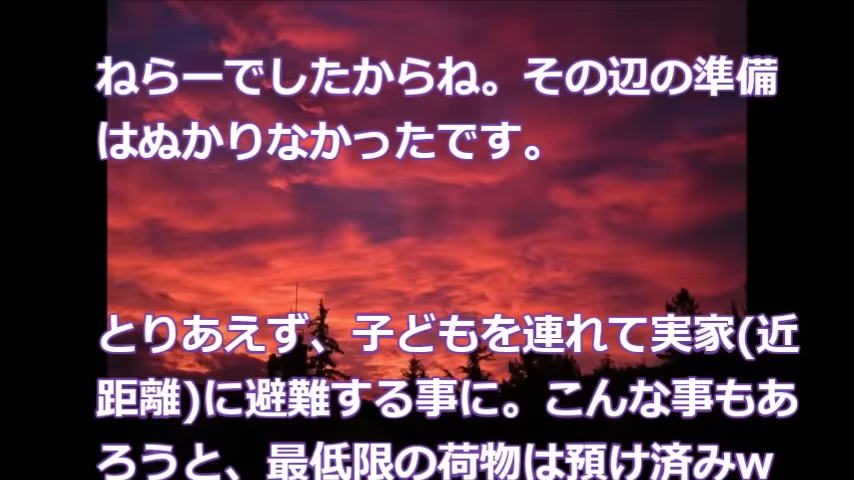 ねらーでしたからね。その辺の準備
はぬかりなかったです。
とりあえず、子どもを連れて実家(近
距離)に避難する事に。こんな事もあ
ろうと、最低限の荷物は預け済みw